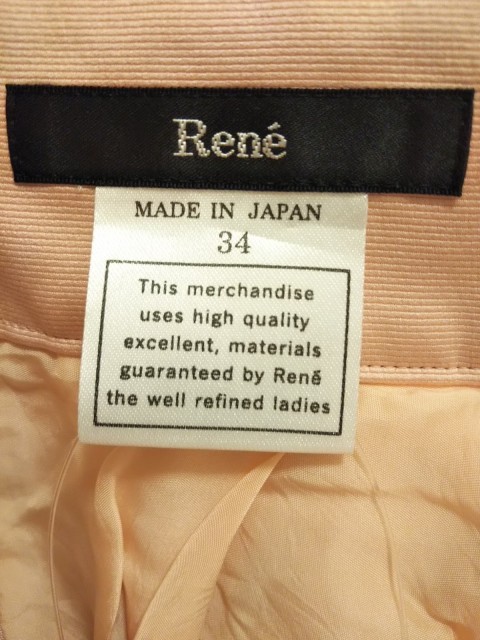 René
MADE IN JAPAN
34
This merchandise
uses high quality
excellent, materials
guaranteed by René
the well refined ladies